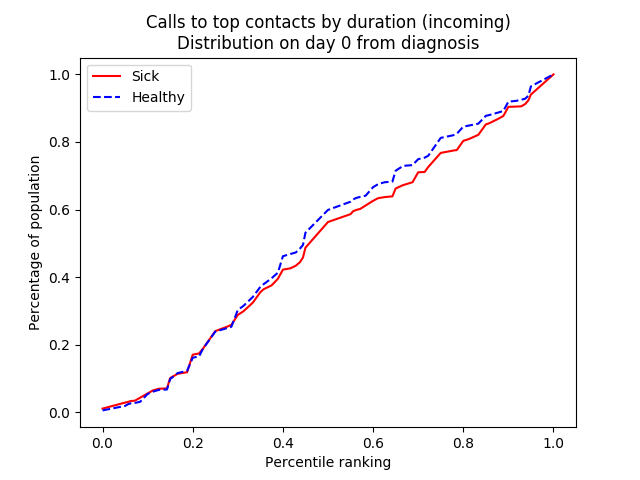 Calls to top contacts by duration (incoming)
Distribution on day 0 from diagnosis
Sick
Healthy
Percentage of population
1.0
0.8
0.6
0.4
0.2
0.0
0.0 0.2 0.4 0.6 0.8 1.0
Percentile ranking